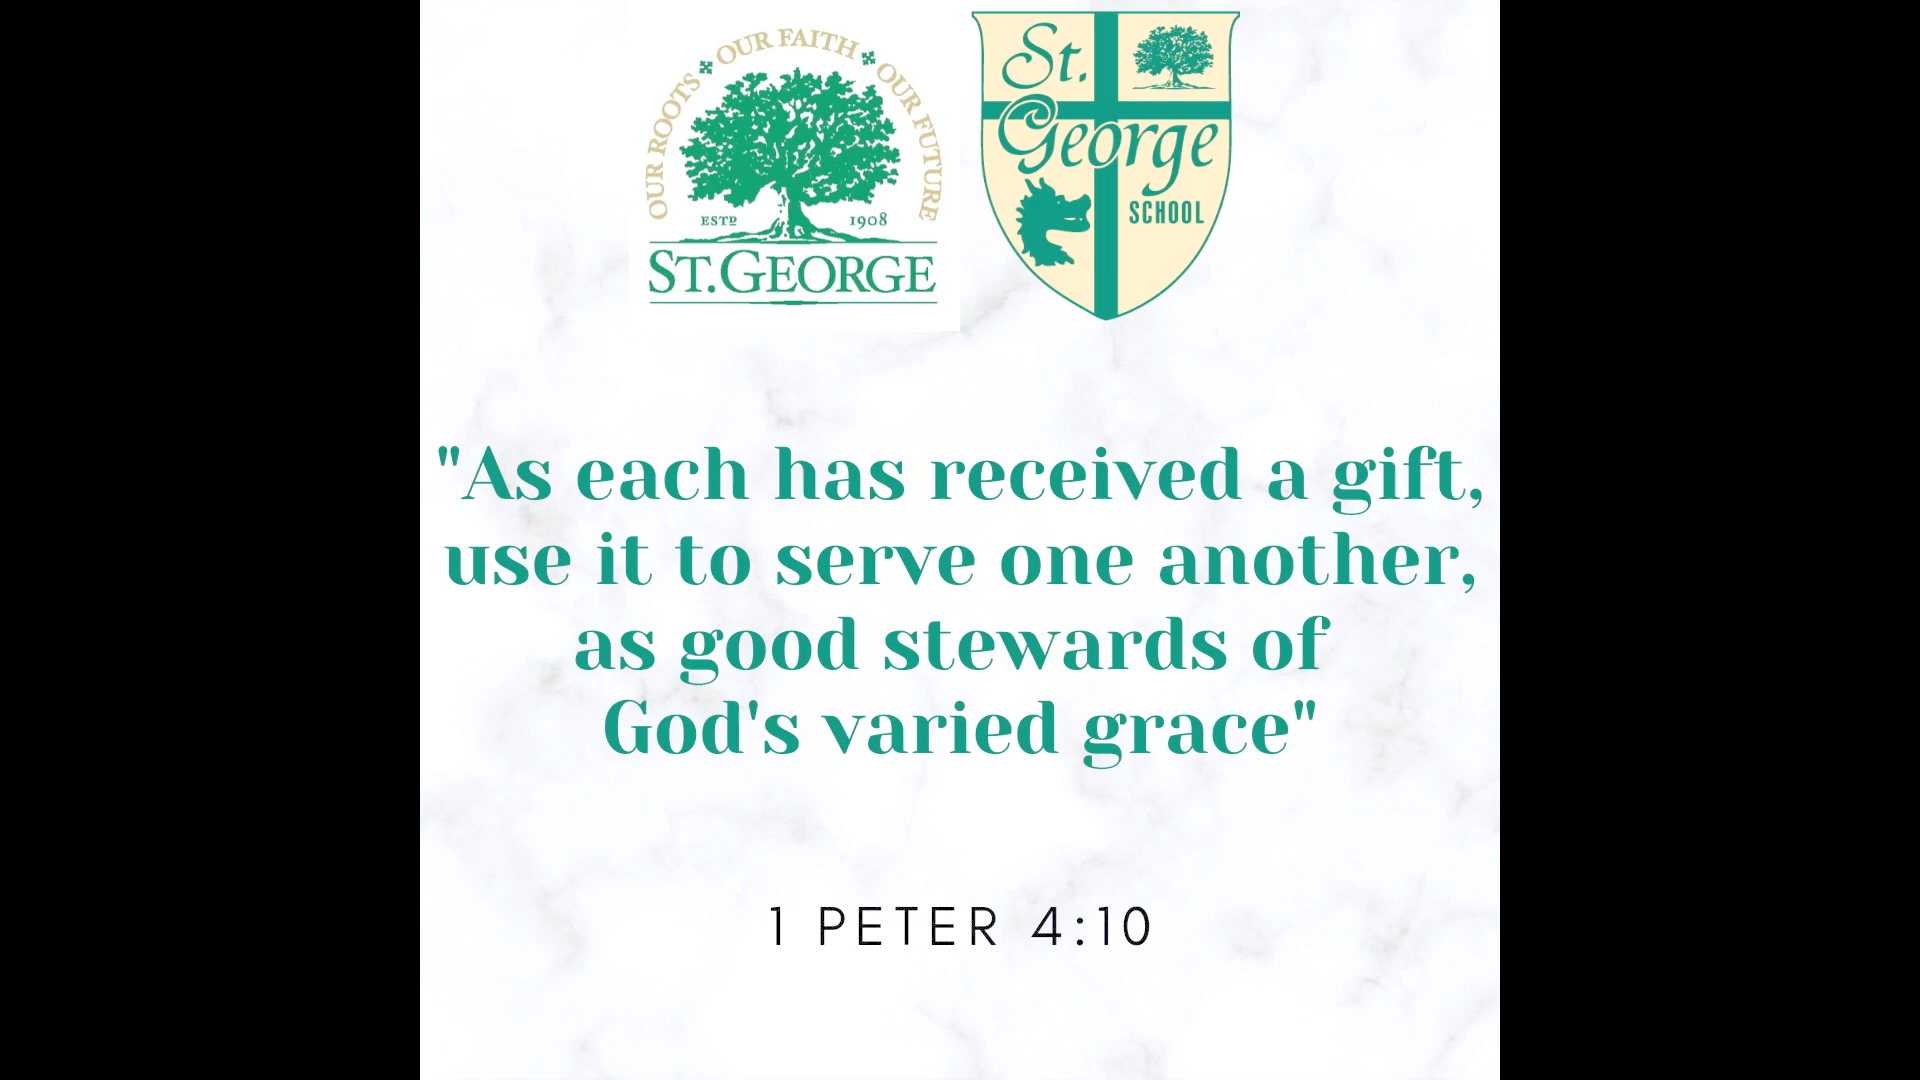 OUR ROOTS OUR FAITH OUR FUTURE
ESTD 1908
ST. GEORGE
St.
George
SCHOOL
"As each has received a gift,
use it to serve one another,
as good stewards of
God's varied grace"
1 PETER 4:10